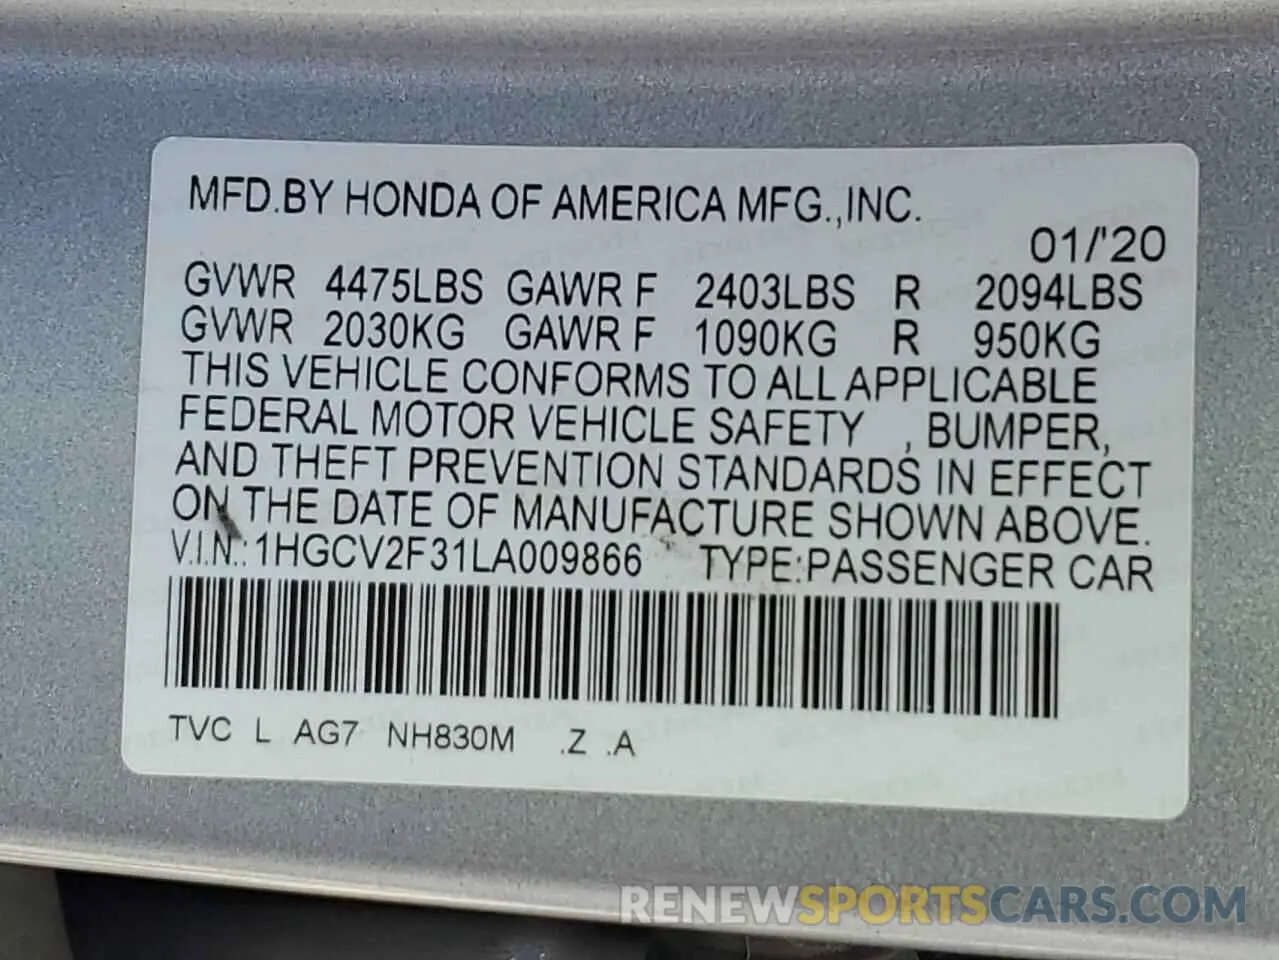 MFD.BY HONDA OF AMERICA MFG.,INC.
01/'20
GVWR 4475LBS GAWR F 2403LBS R 2094LBS
GVWR 2030KG GAWR F 1090KG R 950KG
THIS VEHICLE CONFORMS TO ALL APPLICABLE
FEDERAL MOTOR VEHICLE SAFETY , BUMPER,
AND THEFT PREVENTION STANDARDS IN EFFECT
ON THE DATE OF MANUFACTURE SHOWN ABOVE.
V.I.N.: 1HGCV2F31LA009866 TYPE:PASSENGER CAR
TVC L AG7 NH830M .Z .A
RENEWSPORTSCARS.COM